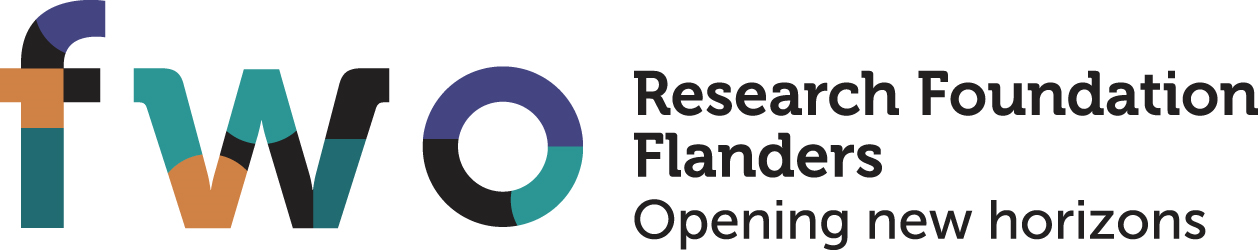 fwo
Research Foundation
Flanders
Opening new horizons